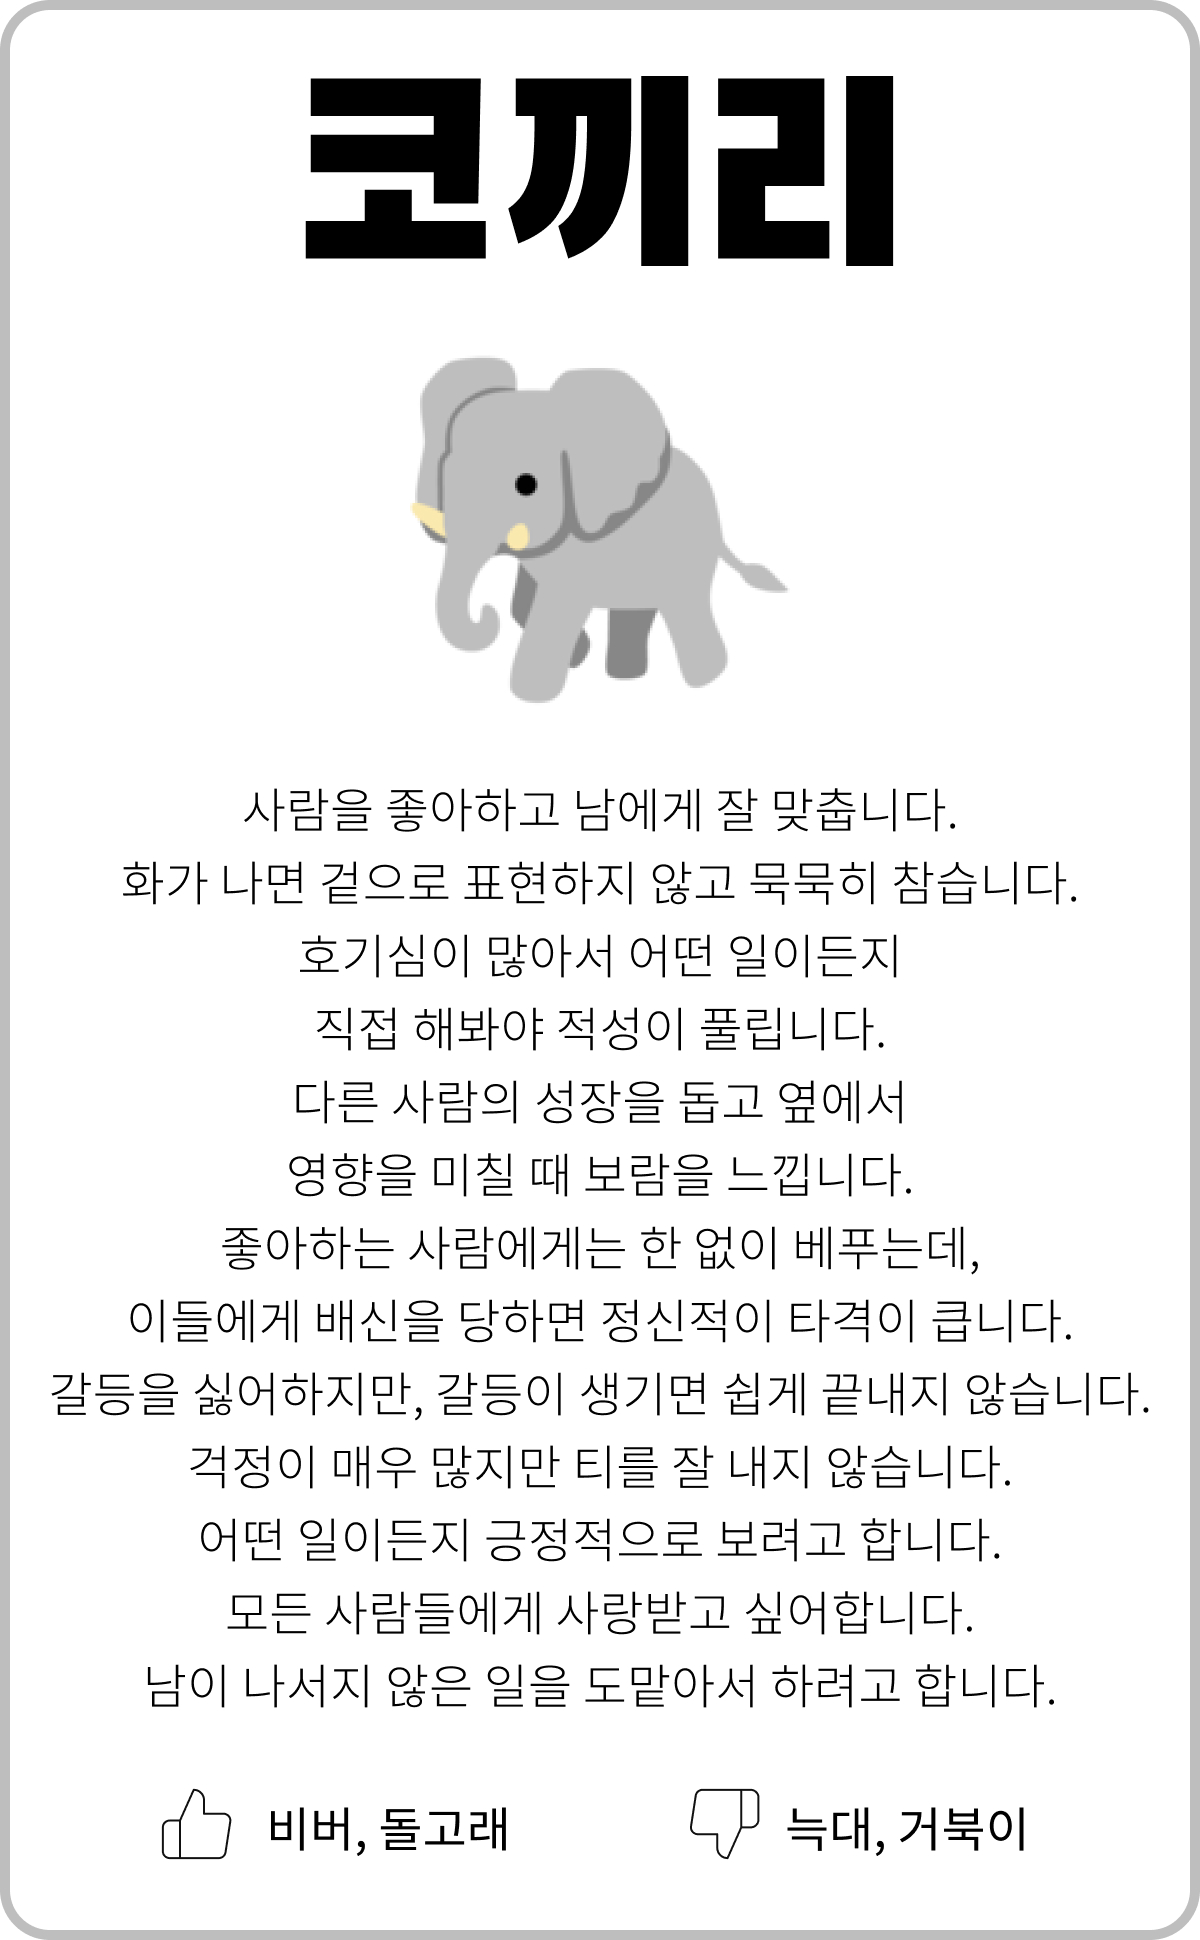 코끼리
사람을 좋아하고 남에게 잘 맞춥니다.
화가 나면 겉으로 표현하지 않고 묵묵히 참습니다.
호기심이 많아서 어떤 일이든지
직접 해봐야 적성이 풀립니다.
다른 사람의 성장을 돕고 옆에서
영향을 미칠 때 보람을 느낍니다.
좋아하는 사람에게는 한 없이 베푸는데,
이들에게 배신을 당하면 정신적이 타격이 큽니다.
갈등을 싫어하지만, 갈등이 생기면 쉽게 끝내지 않습니다.
걱정이 매우 많지만 티를 잘 내지 않습니다.
어떤 일이든지 긍정적으로 보려고 합니다.
모든 사람들에게 사랑받고 싶어합니다.
남이 나서지 않은 일을 도맡아서 하려고 합니다.
비버, 돌고래
늑대, 거북이